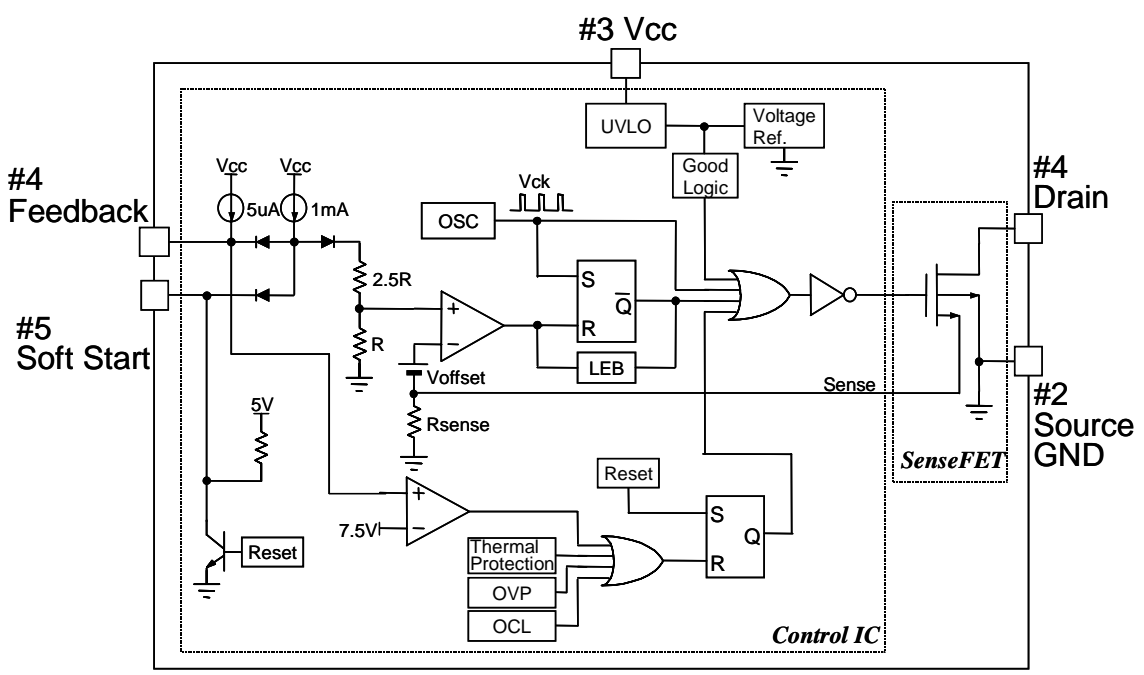 #3 Vcc
UVLO
Voltage
Ref.
Good
Logic
#4
Feedback
Vcc
Vcc
5uA
1mA
Vck
OSC
#4
Drain
#5
Soft Start
2.5R
R
+
−
S
Q
R
LEB
Voffset
Sense
Rsense
#2
Source
GND
SenseFET
5V
Reset
7.5V
+
−
Reset
S
Q
R
Thermal
Protection
OVP
OCL
Control IC